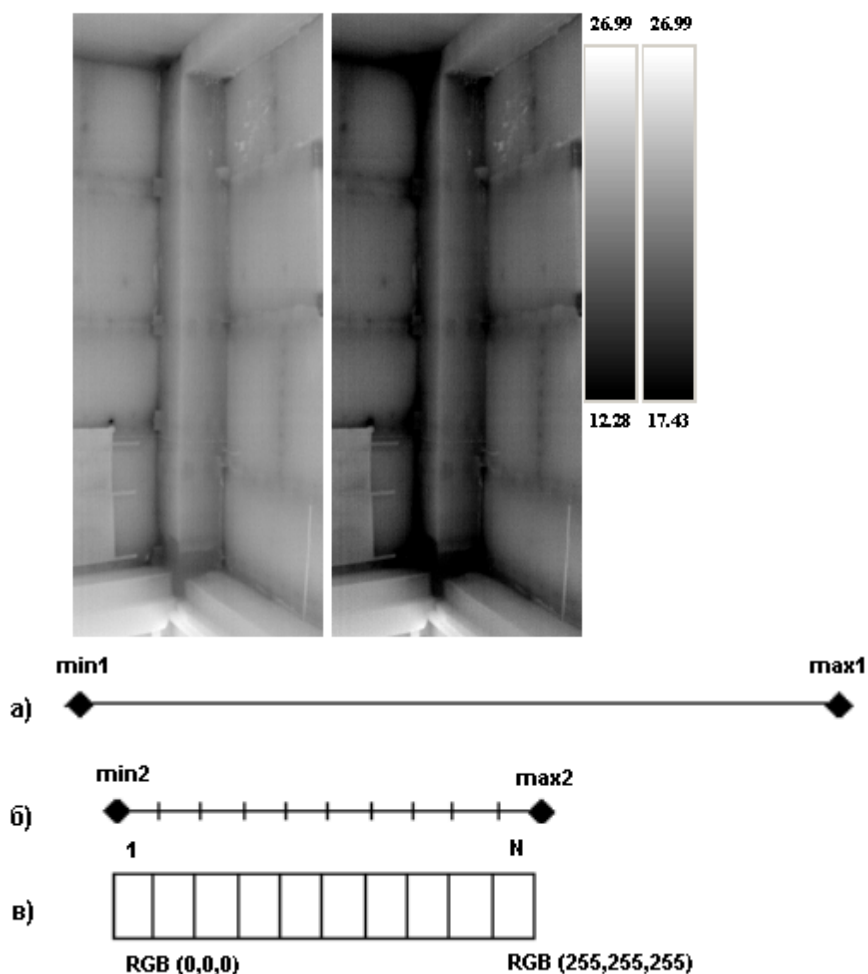 26.99 26.99
12.28 17.43
min1 max1
а)
min2 max2
б)
1 N
в)
RGB (0,0,0) RGB (255,255,255)